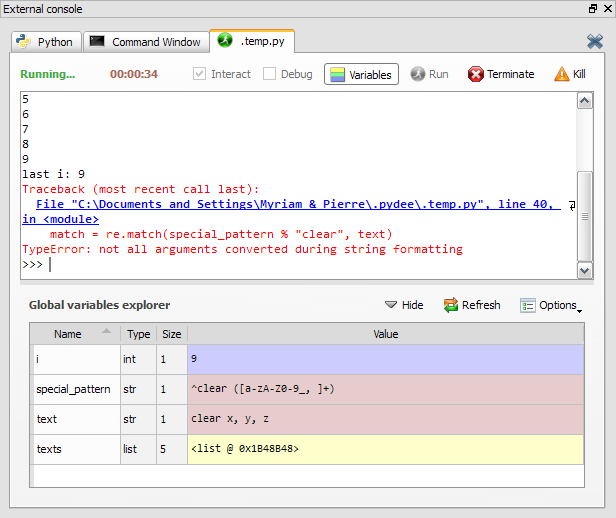 External console
Python Command Window .temp.py
Running... 00:00:34 Interact Debug Variables Run Terminate Kill
5
6
7
8
9
last i: 9
Traceback (most recent call last):
File "C:\Documents and Settings\Myriam & Pierre\.pydee\.temp.py", line 40,
in <module>
match = re.match(special_pattern % "clear", text)
TypeError: not all arguments converted during string formatting
>>>
Global variables explorer Hide Refresh Options
Name Type Size Value
i int 1 9
special_pattern str 1 ^clear ([a-zA-Z0-9_, ]+)
text str 1 clear x, y, z
texts list 5 <list @ 0x1B48B48>